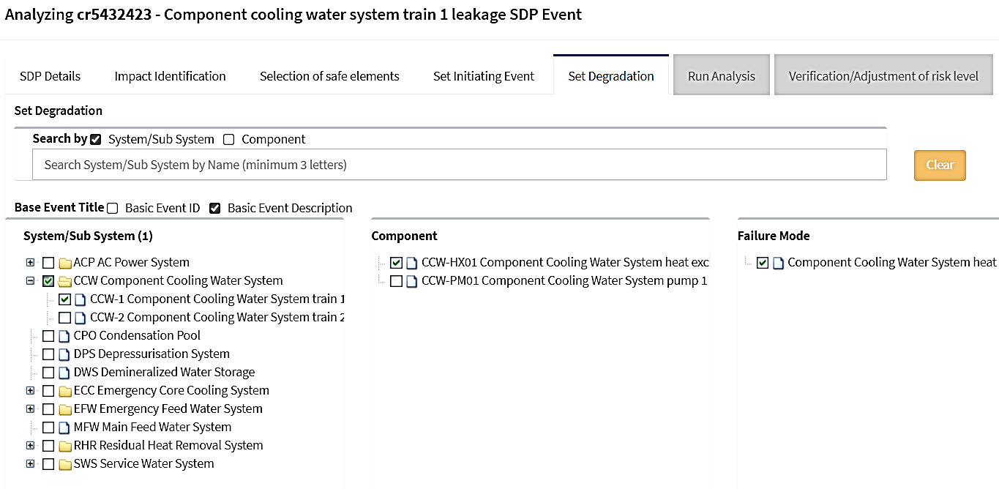 Analyzing cr5432423 - Component cooling water system train 1 leakage SDP Event
SDP Details Impact Identification Selection of safe elements Set Initiating Event Set Degradation Run Analysis Verification/Adjustment of risk level
Set Degradation
Search by System/Sub System Component
Search System/Sub System by Name (minimum 3 letters)
Clear
Base Event Title Basic Event ID Basic Event Description
System/Sub System (1)
ACP AC Power System
CCW Component Cooling Water System
CCW-1 Component Cooling Water System train 1
CCW-2 Component Cooling Water System train 2
CPO Condensation Pool
DPS Depressurisation System
DWS Demineralized Water Storage
ECC Emergency Core Cooling System
EFW Emergency Feed Water System
MFW Main Feed Water System
RHR Residual Heat Removal System
SWS Service Water System
Component
CCW-HX01 Component Cooling Water System heat exc
CCW-PM01 Component Cooling Water System pump 1
Failure Mode
Component Cooling Water System heat